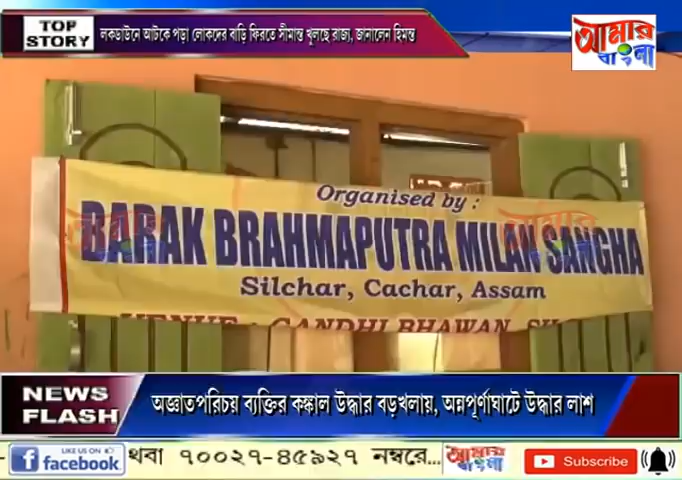 TOP STORY
লকডাউনে আটকে পড়া লোকদের বাড়ি ফিরতে সীমান্ত খুলছে রাজ্য, জানালেন হিমন্ত
আমার বাংলা
Organised by :
BARAK BRAHMAPUTRA MILAN SANGHA
Silchar, Cachar, Assam
VENUE : GANDHI BHAWAN,
NEWS FLASH
অজ্ঞাতপরিচয় ব্যক্তির কঙ্কাল উদ্ধার বড়খলায়, অন্নপূর্ণাঘাটে উদ্ধার লাশ
LIKE US ON
facebook
থবা ৭০০২৭-৪৫৯২৭ নম্বরে...
আমার বাংলা
Subscribe